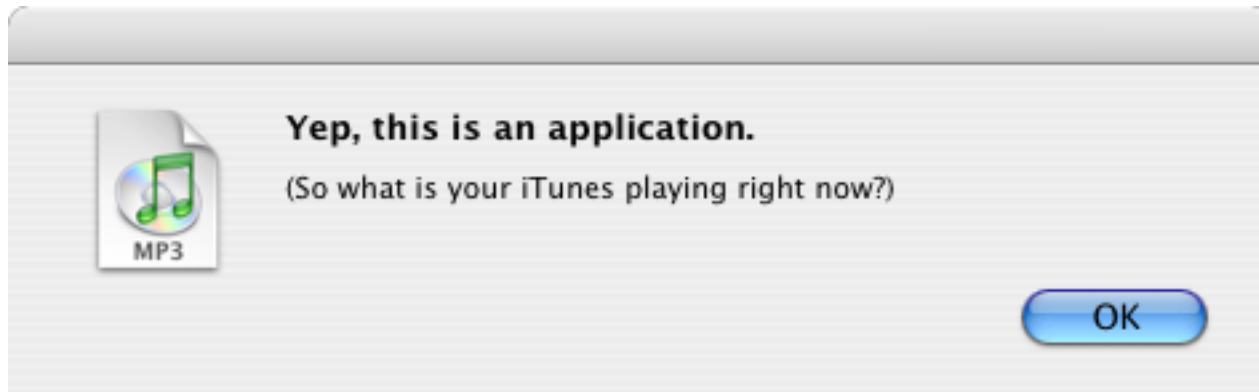 Yep, this is an application.
(So what is your iTunes playing right now?)
MP3
OK